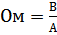 Ом = В/А